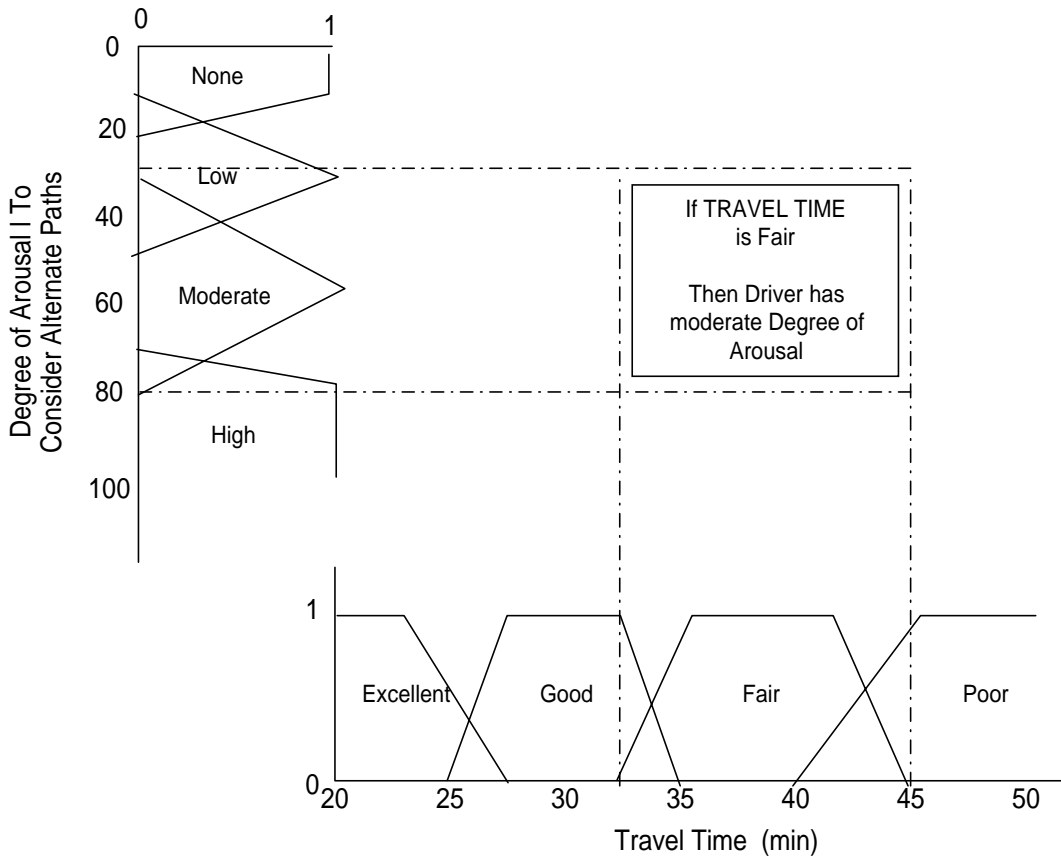 0
1
0
20
40
60
80
100
Degree of Arousal I To
Consider Alternate Paths
None
Low
Moderate
High
If TRAVEL TIME
is Fair
Then Driver has
moderate Degree of
Arousal
1
0
Excellent
Good
Fair
Poor
20 25 30 35 40 45 50
Travel Time (min)